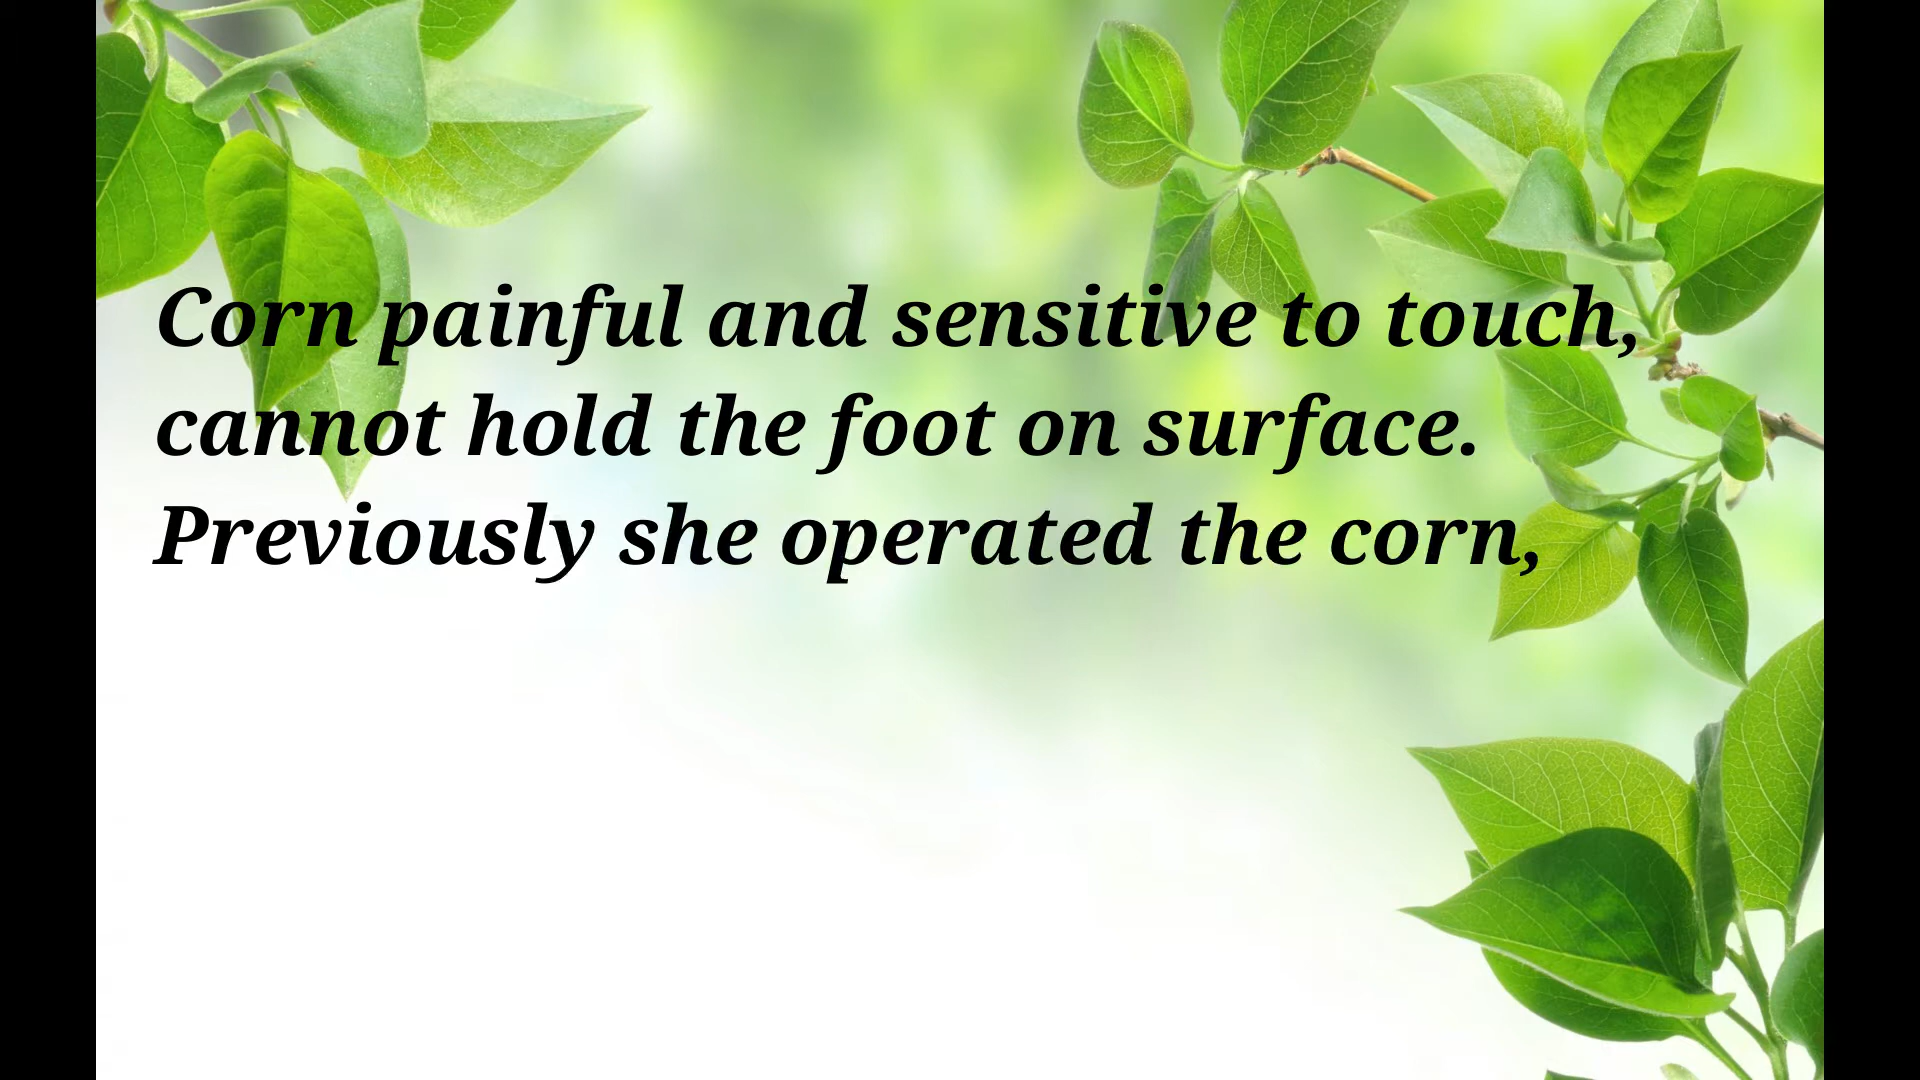 Corn painful and sensitive to touch,
cannot hold the foot on surface.
Previously she operated the corn,